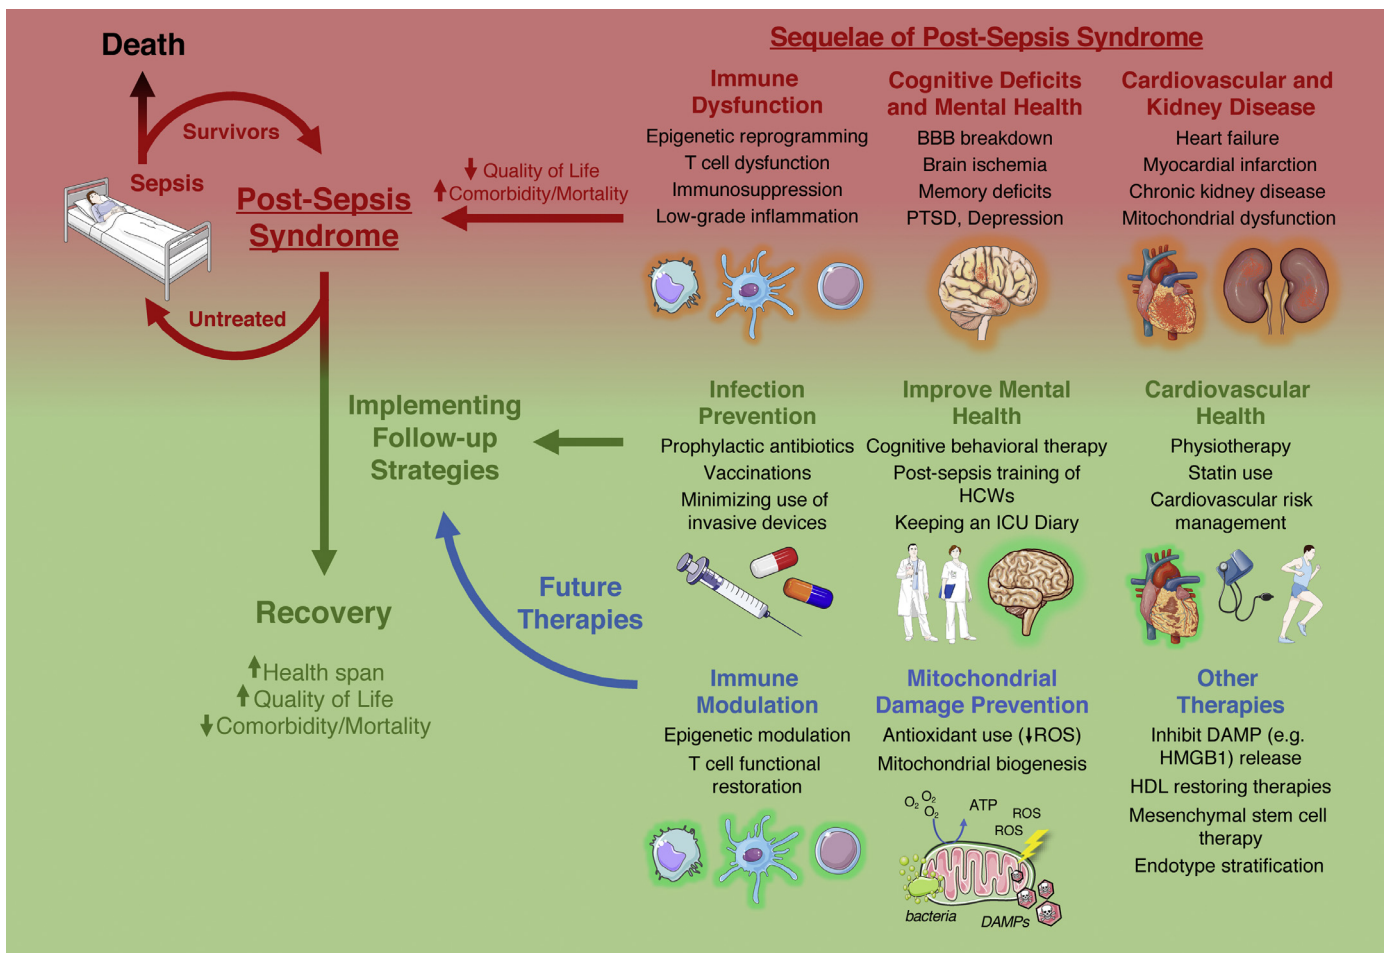 Death
Survivors
Sepsis
Post-Sepsis
Syndrome
Untreated
⬇ Quality of Life
⬆ Comorbidity/Mortality
Sequelae of Post-Sepsis Syndrome
Immune
Dysfunction
Epigenetic reprogramming
T cell dysfunction
Immunosuppression
Low-grade inflammation
Cognitive Deficits
and Mental Health
BBB breakdown
Brain ischemia
Memory deficits
PTSD, Depression
Cardiovascular and
Kidney Disease
Heart failure
Myocardial infarction
Chronic kidney disease
Mitochondrial dysfunction
Implementing
Follow-up
Strategies
Infection
Prevention
Prophylactic antibiotics
Vaccinations
Minimizing use of
invasive devices
Improve Mental
Health
Cognitive behavioral therapy
Post-sepsis training of
HCWs
Keeping an ICU Diary
Cardiovascular
Health
Physiotherapy
Statin use
Cardiovascular risk
management
Recovery
⬆ Health span
⬆ Quality of Life
⬇ Comorbidity/Mortality
Future
Therapies
Immune
Modulation
Epigenetic modulation
T cell functional
restoration
Mitochondrial
Damage Prevention
Antioxidant use (⬇ROS)
Mitochondrial biogenesis
O₂ O₂
O₂
ATP
ROS
ROS
bacteria
DAMPs
Other
Therapies
Inhibit DAMP (e.g.
HMGB1) release
HDL restoring therapies
Mesenchymal stem cell
therapy
Endotype stratification